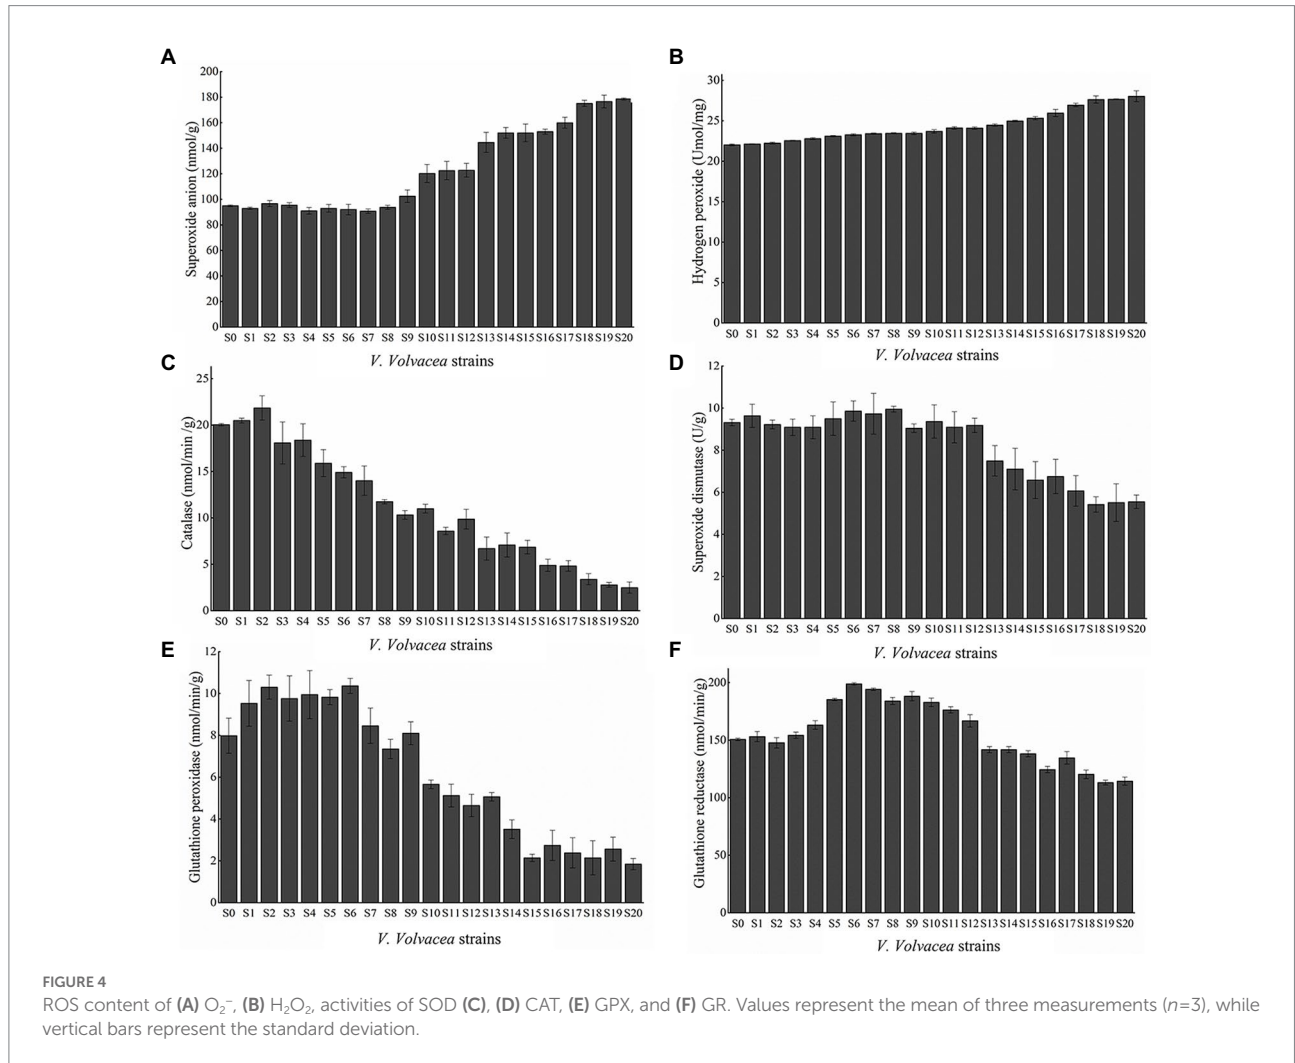 A
200
180
160
140
120
100
80
60
40
20
0
Superoxide anion (nmol/g)
S0 S1 S2 S3 S4 S5 S6 S7 S8 S9 S10 S11 S12 S13 S14 S15 S16 S17 S18 S19 S20
V. Volvacea strains
B
30
25
20
15
10
5
0
Hydrogen peroxide (Umol/mg)
S0 S1 S2 S3 S4 S5 S6 S7 S8 S9 S10 S11 S12 S13 S14 S15 S16 S17 S18 S19 S20
V. Volvacea strains
C
25
20
15
10
5
0
Catalase (nmol/min /g)
S0 S1 S2 S3 S4 S5 S6 S7 S8 S9 S10 S11 S12 S13 S14 S15 S16 S17 S18 S19 S20
V. Volvacea strains
D
12
10
8
6
4
2
0
Superoxide dismutase (U/g)
S0 S1 S2 S3 S4 S5 S6 S7 S8 S9 S10 S11 S12 S13 S14 S15 S16 S17 S18 S19 S20
V. Volvacea strains
E
12
10
8
6
4
2
0
Glutathione peroxidase (nmol/min/g)
S0 S1 S2 S3 S4 S5 S6 S7 S8 S9 S10 S11 S12 S13 S14 S15 S16 S17 S18 S19 S20
V. Volvacea strains
F
200
150
100
50
0
Glutathione reductase (nmol/min/g)
S0 S1 S2 S3 S4 S5 S6 S7 S8 S9 S10 S11 S12 S13 S14 S15 S16 S17 S18 S19 S20
V. Volvacea strains
FIGURE 4
ROS content of (A) O₂⁻, (B) H₂O₂, activities of SOD (C), (D) CAT, (E) GPX, and (F) GR. Values represent the mean of three measurements (n=3), while
vertical bars represent the standard deviation.